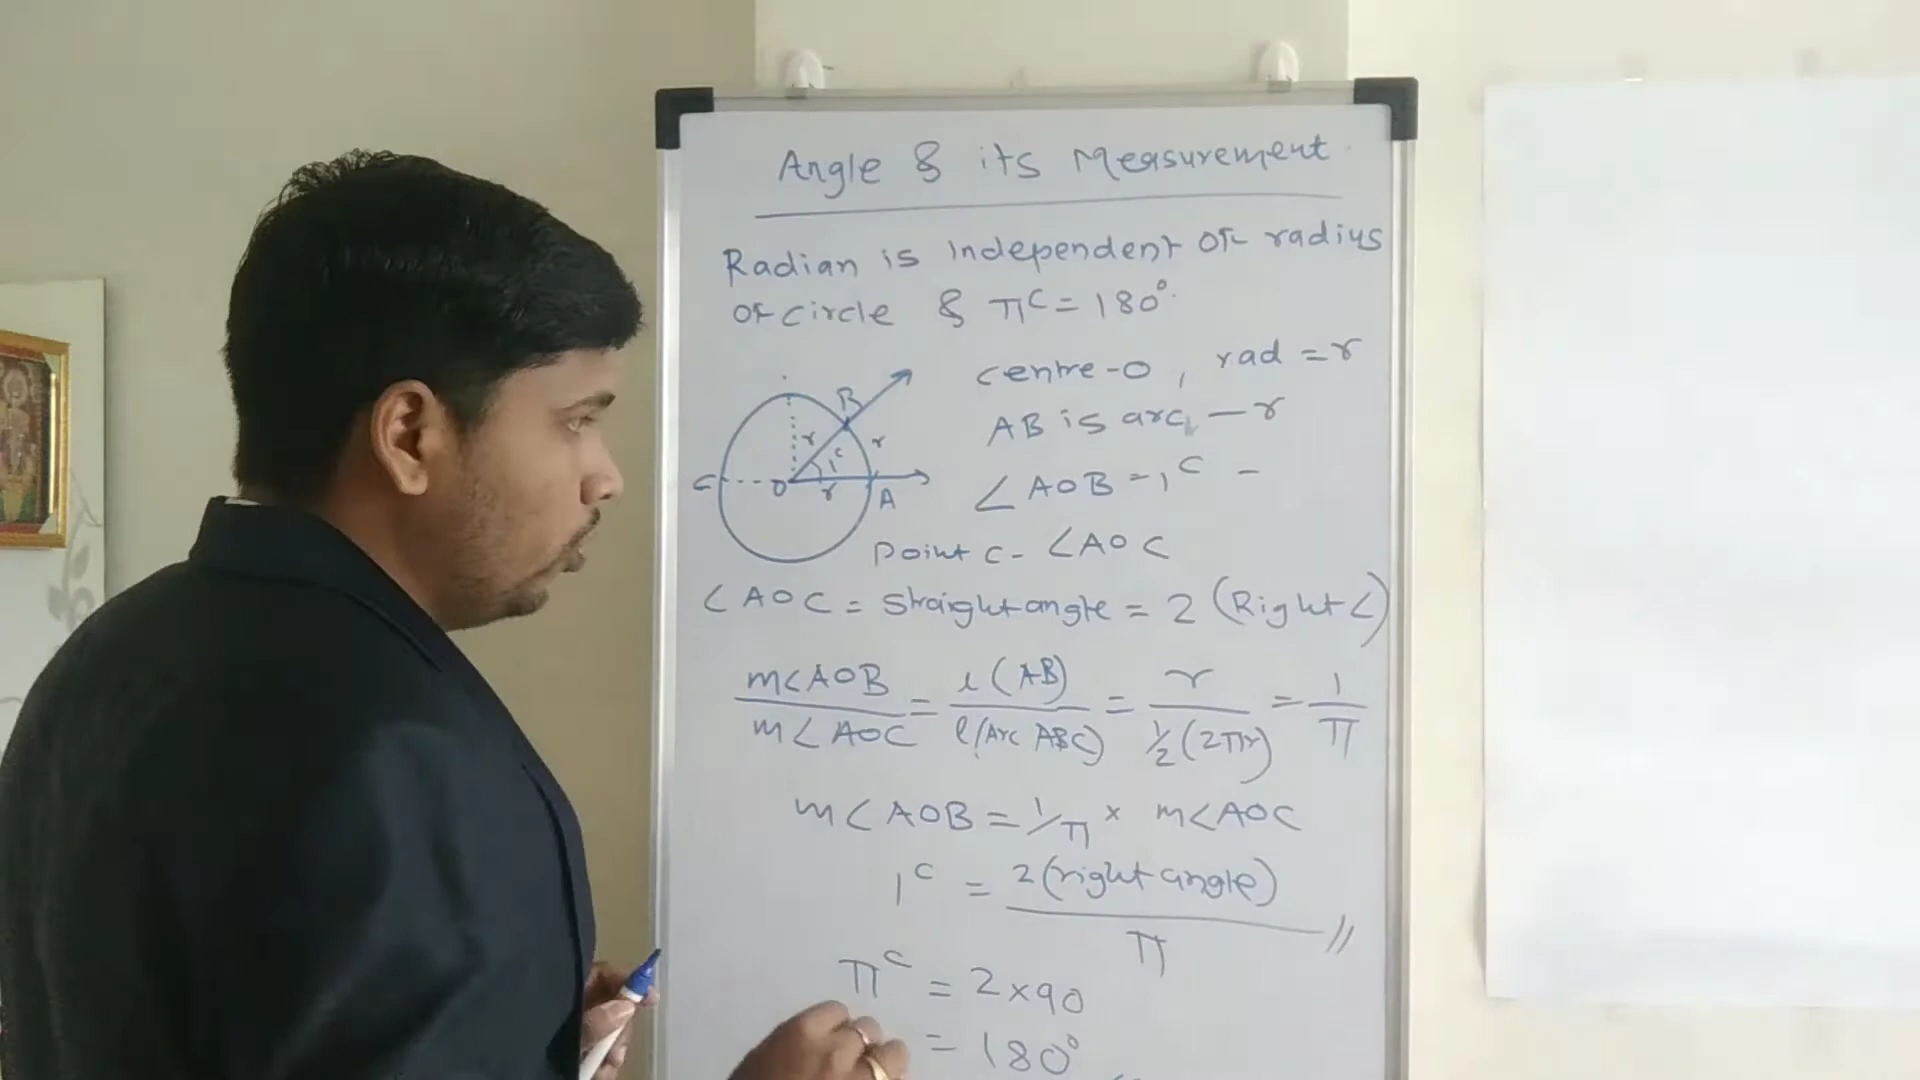 Angle & its Measurement
Radian is Independent of radius
of circle & π^c = 180°
centre-O, rad = r
AB is arc, — r
∠AOB = 1^c -
B
r
r
1^c
C
O
r
A
Point C - ∠AOC
∠AOC = Straight angle = 2 (Right ∠)
m∠AOB / m∠AOC = l(AB) / l(Arc ABC) = r / ½(2πr) = 1/π
m∠AOB = 1/π × m∠AOC
1^c = 2(right angle) / π //
π^c = 2×90
= 180°